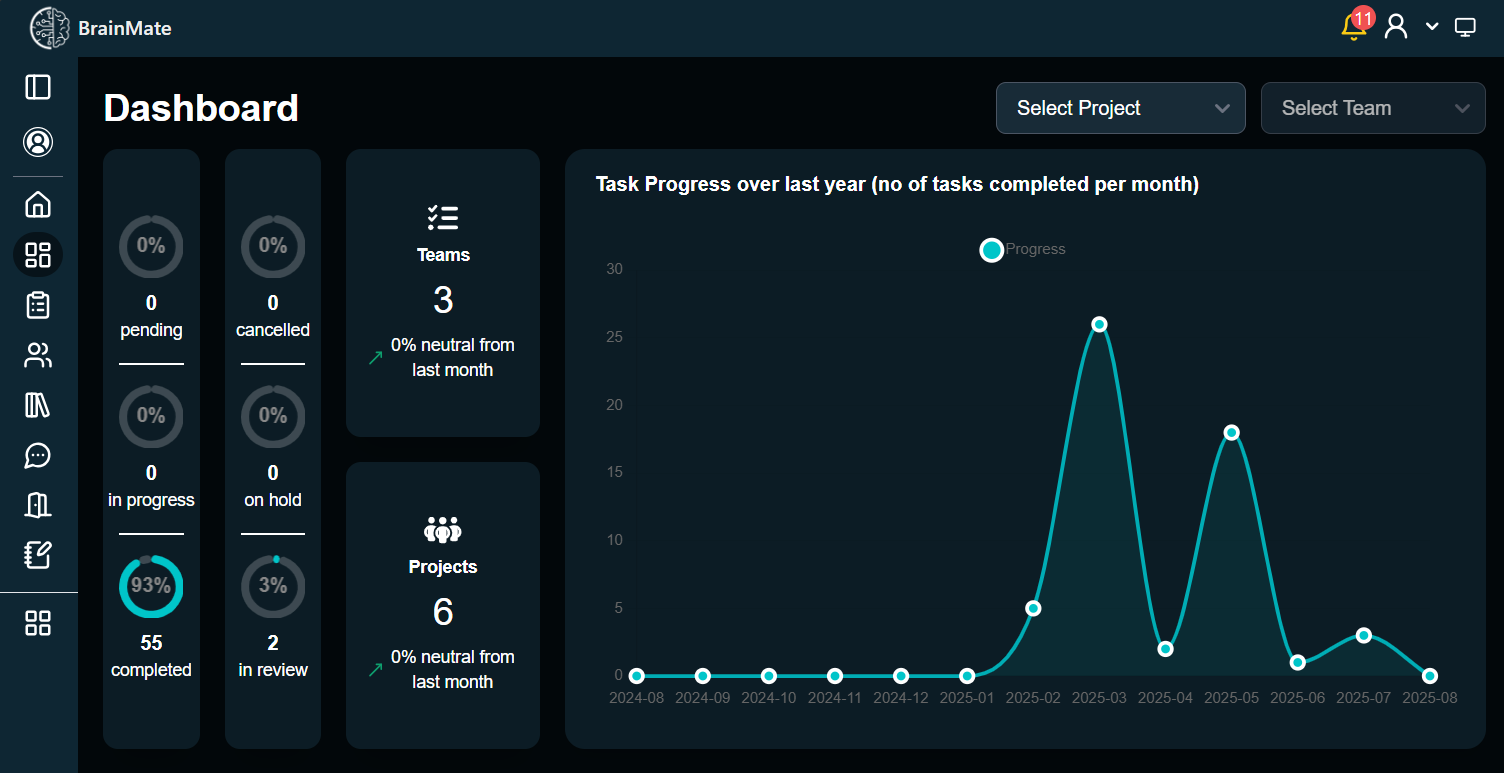 BrainMate
11
Dashboard
Select Project
Select Team
0%
0
pending
0%
0
in progress
93%
55
completed
0%
0
cancelled
0%
0
on hold
3%
2
in review
Teams
3
0% neutral from
last month
Projects
6
0% neutral from
last month
Task Progress over last year (no of tasks completed per month)
Progress
30
25
20
15
10
5
0
2024-08 2024-09 2024-10 2024-11 2024-12 2025-01 2025-02 2025-03 2025-04 2025-05 2025-06 2025-07 2025-08